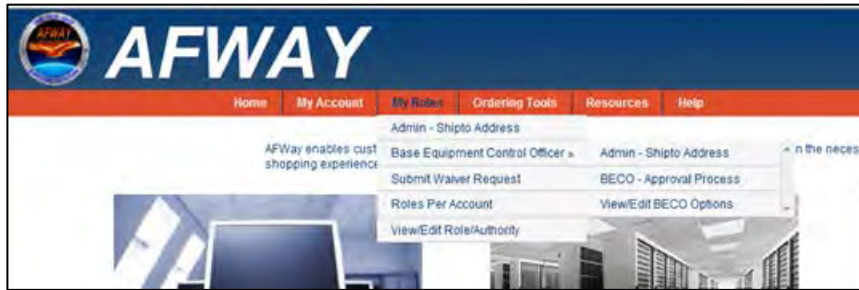 AFWAY
AFWAY
Home My Account My Roles Ordering Tools Resources Help
Admin - Shipto Address
AFWay enables cust
Base Equipment Control Officer » Admin - Shipto Address
n the neces
shopping experience
Submit Waiver Request BECO - Approval Process
Roles Per Account View/Edit BECO Options
View/Edit Role/Authority